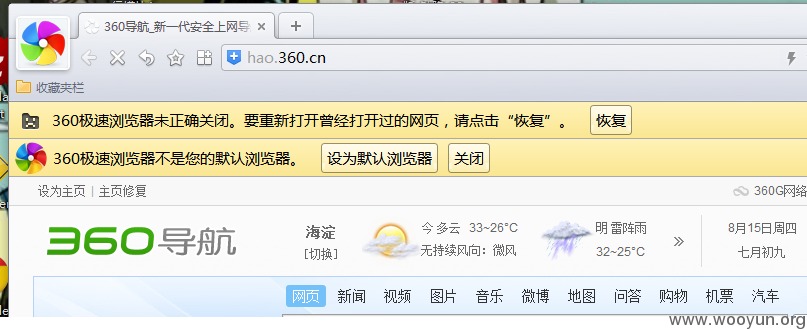 360导航_新一代安全上网导
hao.360.cn
收藏夹栏
360极速浏览器未正确关闭。要重新打开曾经打开过的网页，请点击“恢复”。 恢复
360极速浏览器不是您的默认浏览器。 设为默认浏览器 关闭
设为主页 | 主页修复 360G网络
360导航
海淀
[切换]
今 多云 33~26°C
无持续风向：微风
明 雷阵雨
32~25°C
8月15日周四
七月初九
网页 新闻 视频 图片 音乐 微博 地图 问答 购物 机票 汽车
www.wooyun.org